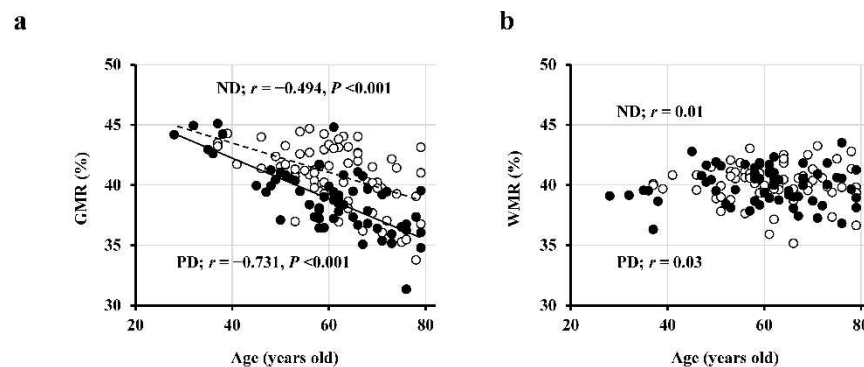 a
b
50
45
40
35
30
GMR (%)
ND; r = −0.494, P <0.001
PD; r = −0.731, P <0.001
20
40
60
80
Age (years old)
50
45
40
35
30
WMR (%)
ND; r = 0.01
PD; r = 0.03
20
40
60
80
Age (years old)